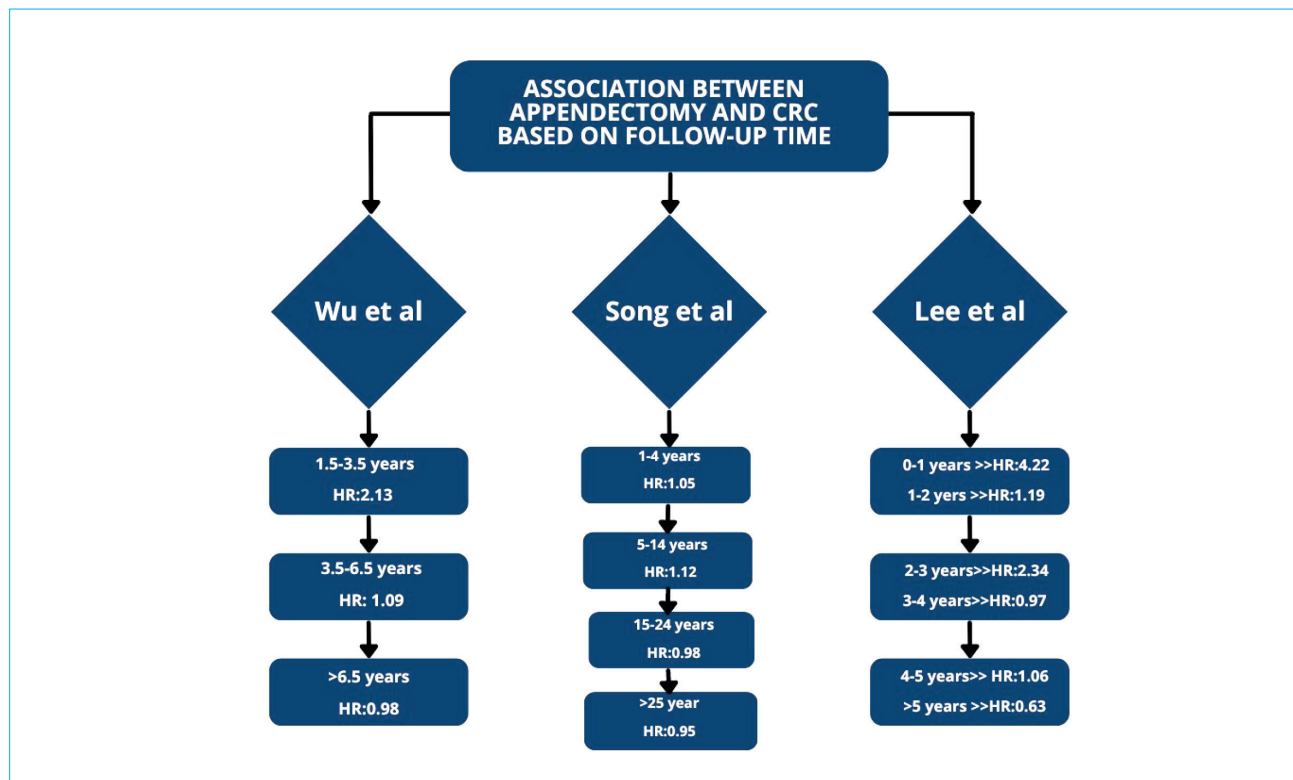 ASSOCIATION BETWEEN
APPENDECTOMY AND CRC
BASED ON FOLLOW-UP TIME
Wu et al
Song et al
Lee et al
1.5-3.5 years
HR:2.13
3.5-6.5 years
HR: 1.09
>6.5 years
HR:0.98
1-4 years
HR:1.05
5-14 years
HR:1.12
15-24 years
HR:0.98
>25 year
HR:0.95
0-1 years >>HR:4.22
1-2 yers >>HR:1.19
2-3 years>>HR:2.34
3-4 years>>HR:0.97
4-5 years>> HR:1.06
>5 years >>HR:0.63